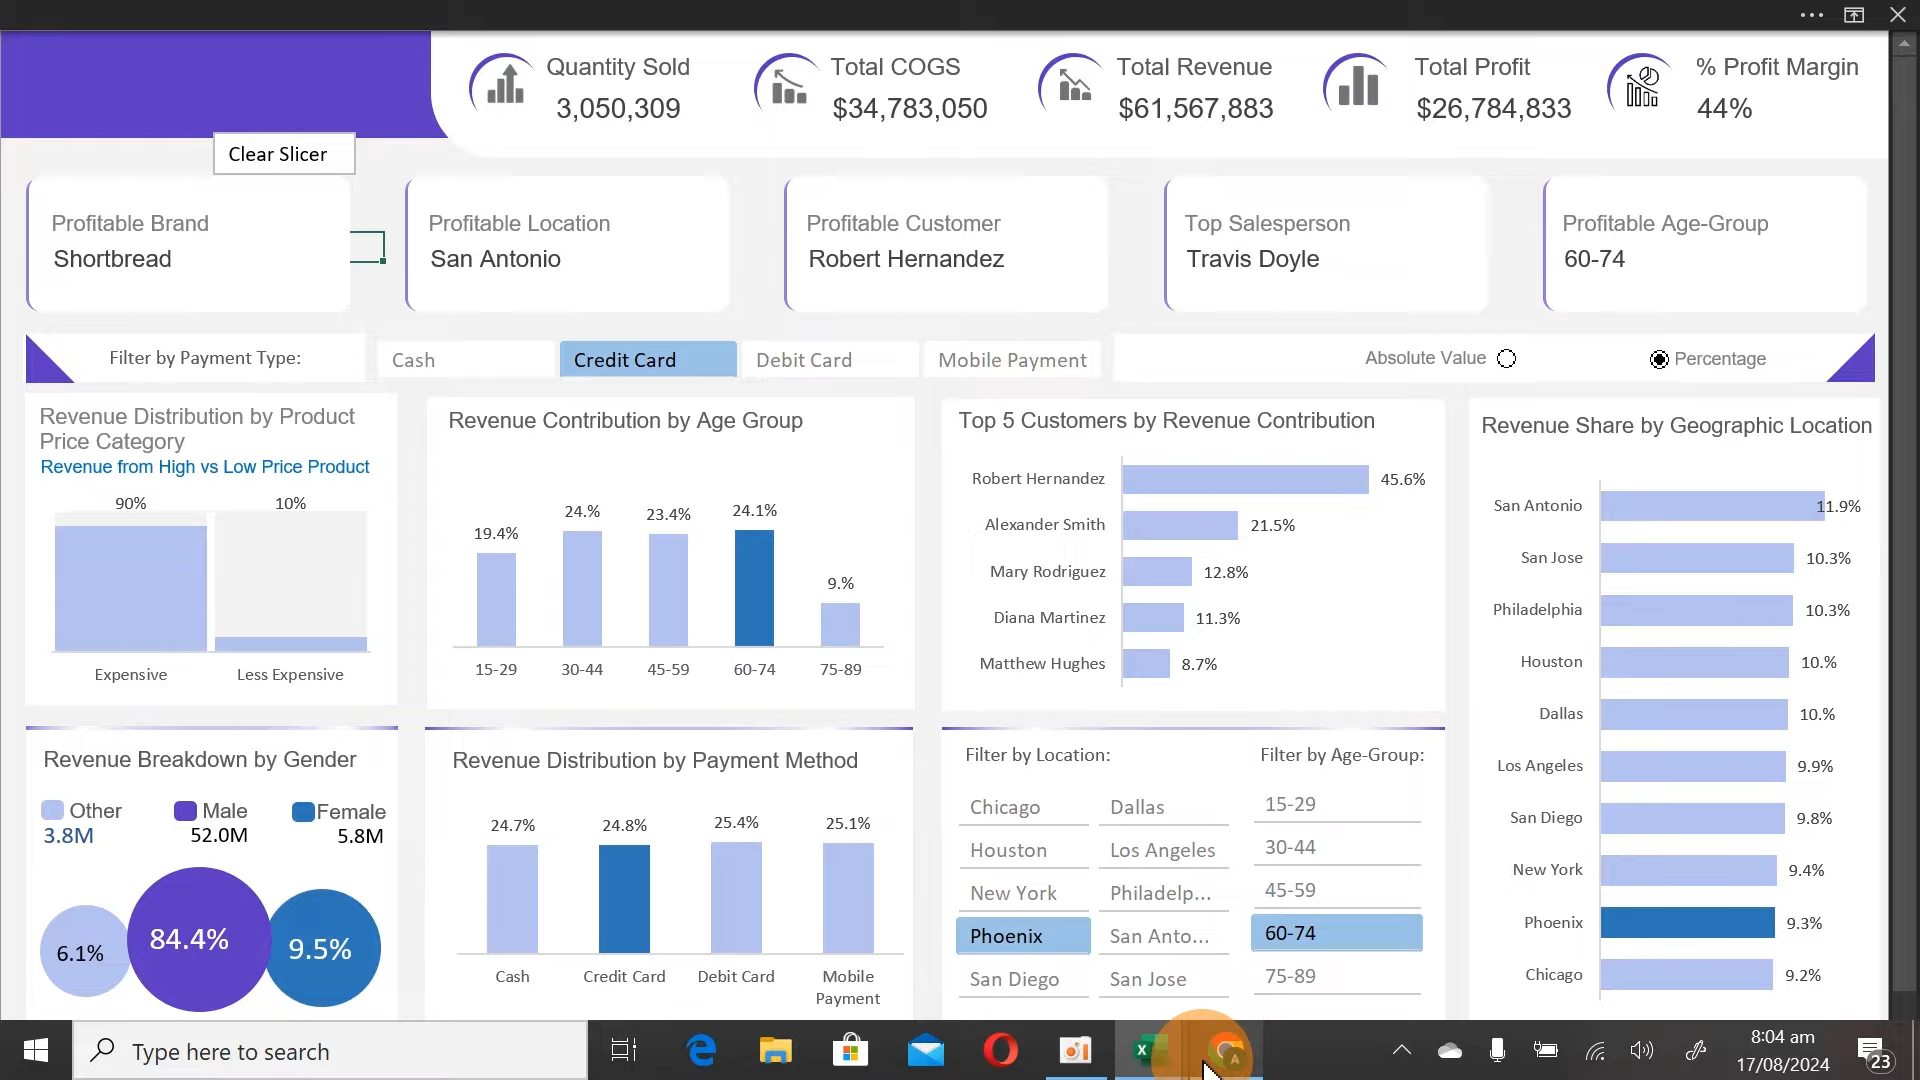 Quantity Sold
3,050,309
Total COGS
$34,783,050
Total Revenue
$61,567,883
Total Profit
$26,784,833
% Profit Margin
44%
Clear Slicer
Profitable Brand
Shortbread
Profitable Location
San Antonio
Profitable Customer
Robert Hernandez
Top Salesperson
Travis Doyle
Profitable Age-Group
60-74
Filter by Payment Type:
Cash
Credit Card
Debit Card
Mobile Payment
Absolute Value
Percentage
Revenue Distribution by Product
Price Category
Revenue from High vs Low Price Product
90%
10%
Expensive
Less Expensive
Revenue Contribution by Age Group
19.4%
24.%
23.4%
24.1%
9.%
15-29
30-44
45-59
60-74
75-89
Top 5 Customers by Revenue Contribution
Robert Hernandez
45.6%
Alexander Smith
21.5%
Mary Rodriguez
12.8%
Diana Martinez
11.3%
Matthew Hughes
8.7%
Revenue Share by Geographic Location
San Antonio
11.9%
San Jose
10.3%
Philadelphia
10.3%
Houston
10.%
Dallas
10.%
Los Angeles
9.9%
San Diego
9.8%
New York
9.4%
Phoenix
9.3%
Chicago
9.2%
Revenue Breakdown by Gender
Other
Male
Female
3.8M
52.0M
5.8M
6.1%
84.4%
9.5%
Revenue Distribution by Payment Method
24.7%
24.8%
25.4%
25.1%
Cash
Credit Card
Debit Card
Mobile
Payment
Filter by Location:
Chicago
Dallas
Houston
Los Angeles
New York
Philadelp...
Phoenix
San Anto...
San Diego
San Jose
Filter by Age-Group:
15-29
30-44
45-59
60-74
75-89
Type here to search
X
A
8:04 am
17/08/2024
23